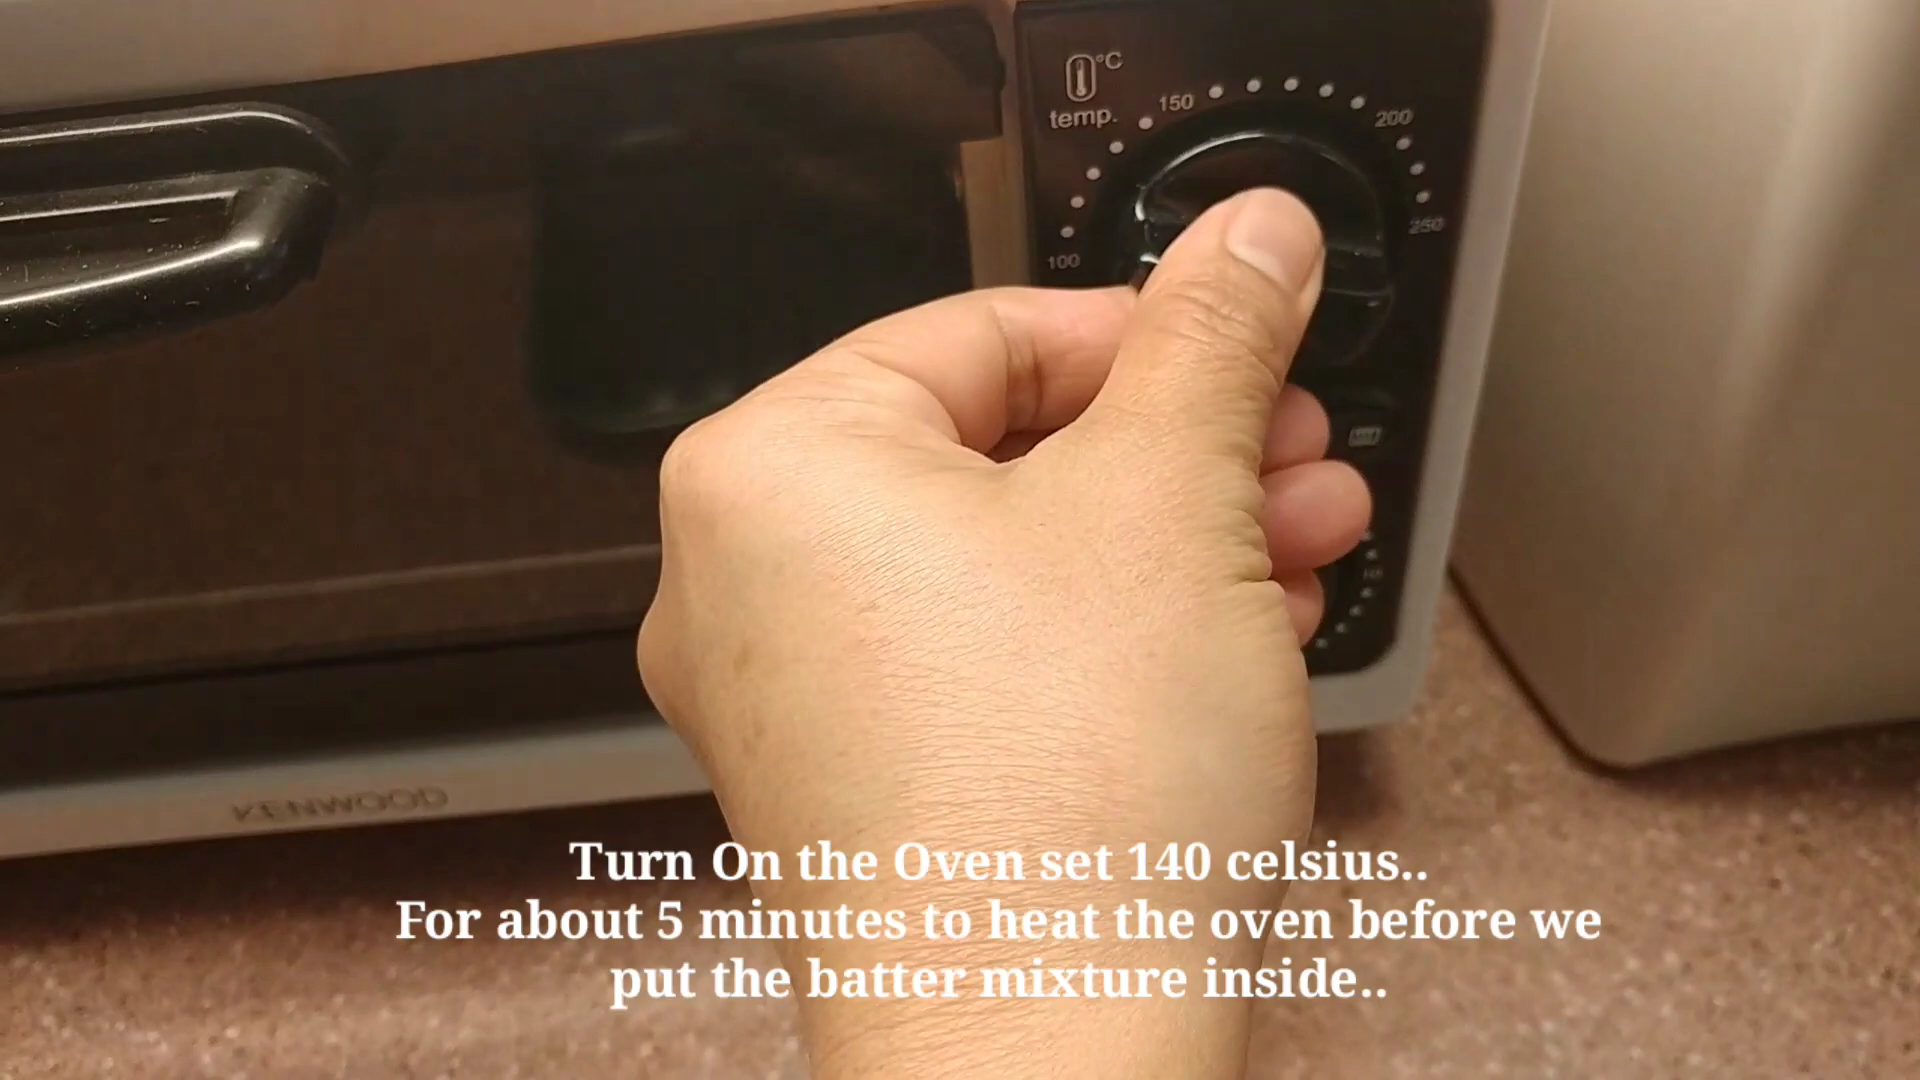 °C
temp.
150
200
250
100
10
KENWOOD
Turn On the Oven set 140 celsius..
For about 5 minutes to heat the oven before we
put the batter mixture inside..